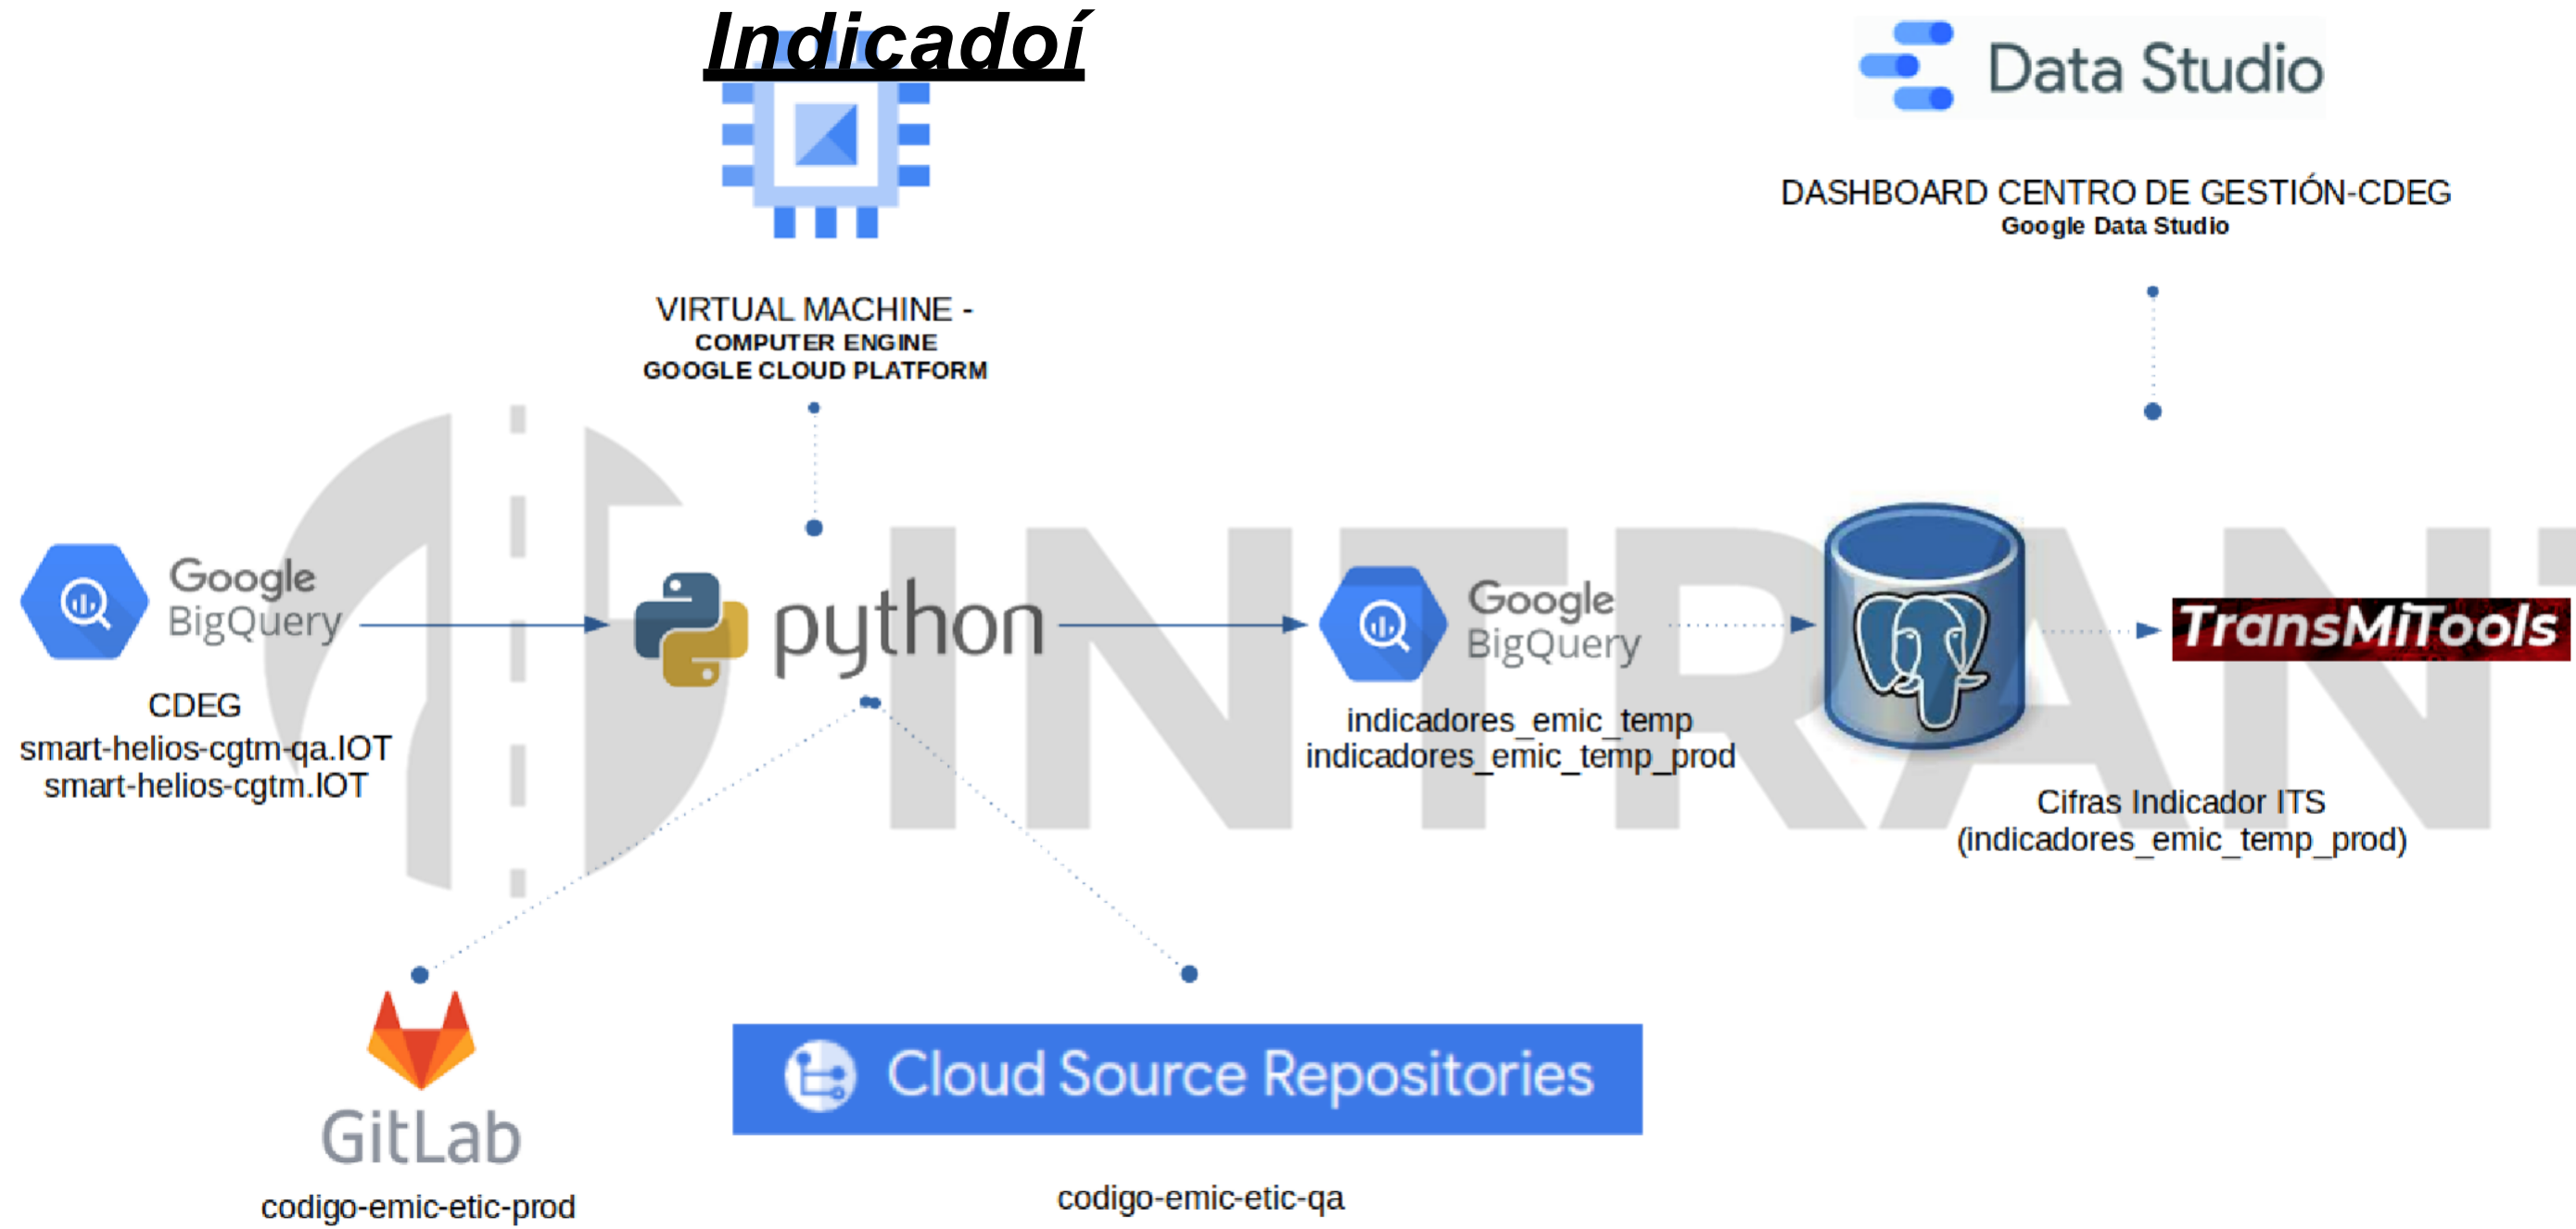 Indicadoí
Data Studio
DASHBOARD CENTRO DE GESTIÓN-CDEG
Google Data Studio
VIRTUAL MACHINE -
COMPUTER ENGINE
GOOGLE CLOUD PLATFORM
Google
BigQuery
CDEG
smart-helios-cgtm-qa.IOT
smart-helios-cgtm.IOT
python
Google
BigQuery
indicadores_emic_temp
indicadores_emic_temp_prod
TransMiTools
Cifras Indicador ITS
(indicadores_emic_temp_prod)
INTRANT
GitLab
codigo-emic-etic-prod
Cloud Source Repositories
codigo-emic-etic-qa